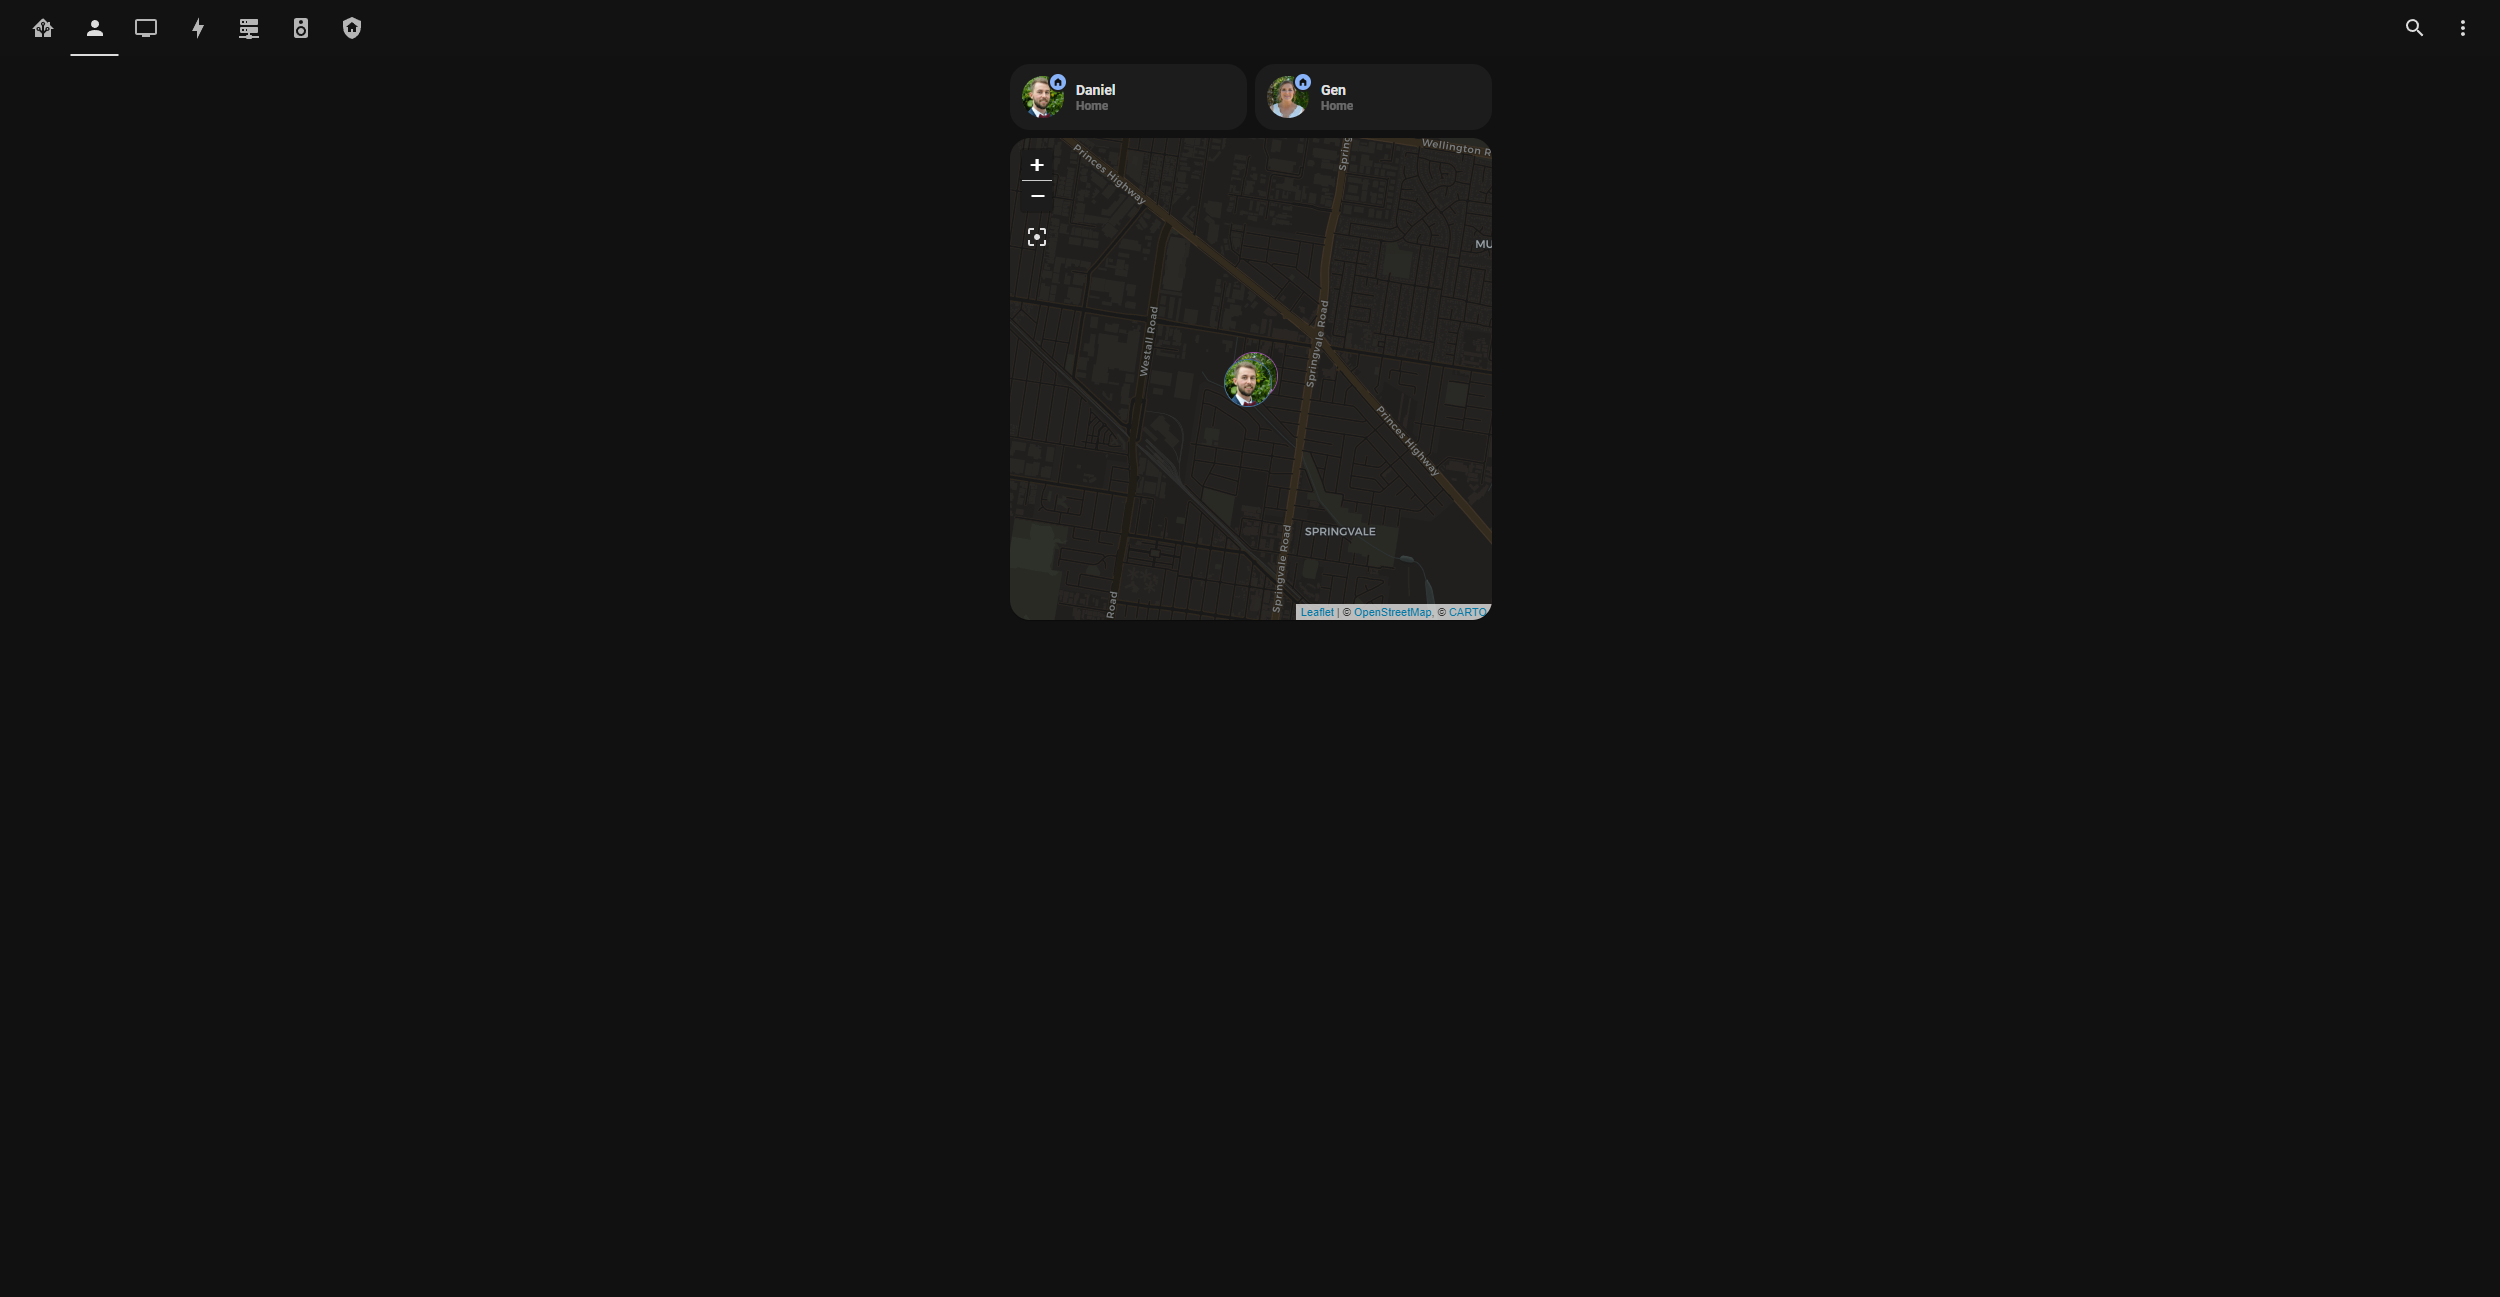 Daniel
Home
Gen
Home
+
−
Princes Highway
Spring
Wellington R
MU
Westall Road
Springvale Road
Princes Highway
SPRINGVALE
Springvale Road
Road
Leaflet | © OpenStreetMap, © CARTO